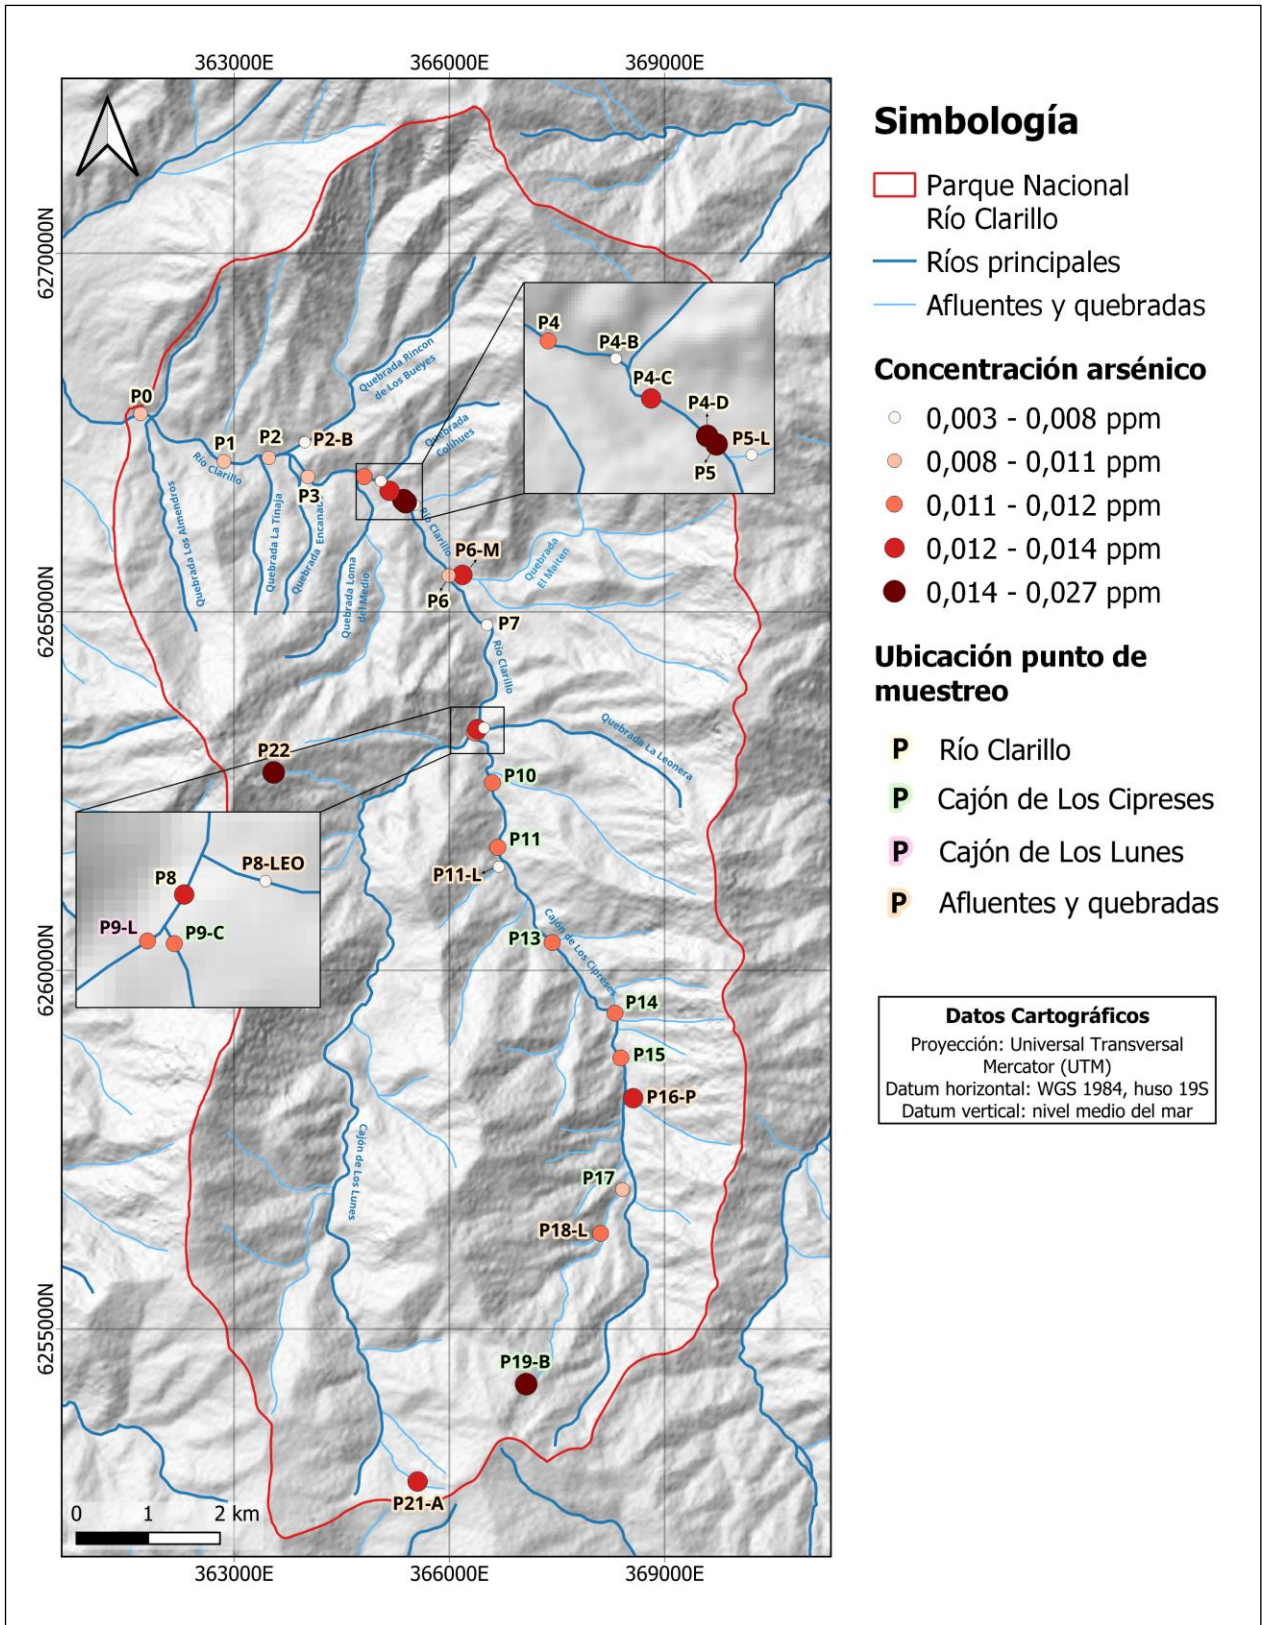 363000E
366000E
369000E
6270000N
6265000N
6260000N
6255000N
P0
P1
P2
P2-B
P3
Río Clarillo
Quebrada Los Almendros
Quebrada La Tinaja
Quebrada Encanada
Quebrada Loma
del Medio
Quebrada Rincon
de Los Bueyes
Quebrada
Colihues
P4
P4-B
P4-C
P4-D
P5
P5-L
Río Clarillo
P6-M
P6
Quebrada
El Maiten
P7
Río Clarillo
Quebrada La Leonera
P22
P10
P11
P11-L
P8
P8-LEO
P9-L
P9-C
P13
Cajón de Los Cipreses
P14
P15
P16-P
Cajón de Los Lunes
P17
P18-L
P19-B
P21-A
0 1 2 km
363000E
366000E
369000E
Simbología
Parque Nacional
Río Clarillo
Ríos principales
Afluentes y quebradas
Concentración arsénico
0,003 - 0,008 ppm
0,008 - 0,011 ppm
0,011 - 0,012 ppm
0,012 - 0,014 ppm
0,014 - 0,027 ppm
Ubicación punto de
muestreo
P Río Clarillo
P Cajón de Los Cipreses
P Cajón de Los Lunes
P Afluentes y quebradas
Datos Cartográficos
Proyección: Universal Transversal
Mercator (UTM)
Datum horizontal: WGS 1984, huso 19S
Datum vertical: nivel medio del mar